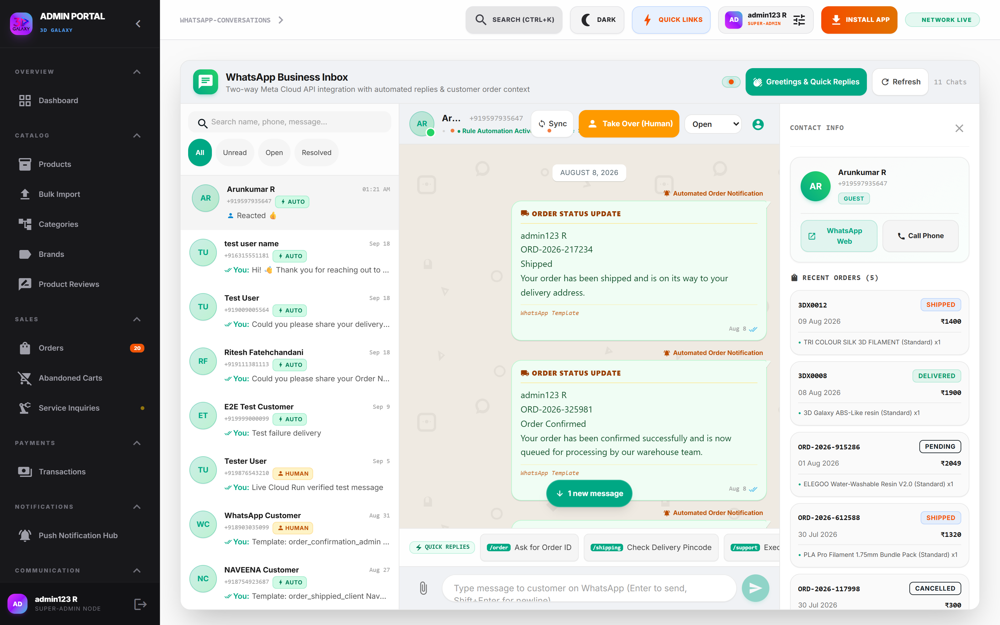 ADMIN PORTAL
3D GALAXY
OVERVIEW
Dashboard
CATALOG
Products
Bulk Import
Categories
Brands
Product Reviews
SALES
Orders
20
Abandoned Carts
Service Inquiries
PAYMENTS
Transactions
NOTIFICATIONS
Push Notification Hub
COMMUNICATION
AD
admin123 R
SUPER-ADMIN NODE
WHATSAPP-CONVERSATIONS
SEARCH (CTRL+K)
DARK
QUICK LINKS
AD
admin123 R
SUPER-ADMIN
INSTALL APP
NETWORK LIVE
WhatsApp Business Inbox
Two-way Meta Cloud API integration with automated replies & customer order context
Greetings & Quick Replies
Refresh
11 Chats
Search name, phone, message...
All
Unread
Open
Resolved
AR
Arunkumar R
01:21 AM
+919597935647
AUTO
Reacted 👍
TU
test user name
Sep 18
+916315551181
AUTO
You: Hi! 👋 Thank you for reaching out to ...
TU
Test User
Sep 18
+919009005564
AUTO
You: Could you please share your delivery...
RF
Ritesh Fatehchandani
Sep 18
+919111381113
AUTO
You: Could you please share your Order N...
ET
E2E Test Customer
Sep 9
+919999000099
AUTO
You: Test failure delivery
TU
Tester User
Sep 5
+919876543210
HUMAN
You: Live Cloud Run verified test message
WC
WhatsApp Customer
Aug 31
+918903035099
HUMAN
You: Template: order_confirmation_admin ...
NC
NAVEENA Customer
Aug 27
+918754923687
AUTO
You: Template: order_shippied_client Nav...
AR
Ar...
+919597935647
• Rule Automation Activ
Sync
Take Over (Human)
Open
AUGUST 8, 2026
Automated Order Notification
ORDER STATUS UPDATE
admin123 R
ORD-2026-217234
Shipped
Your order has been shipped and is on its way to your
delivery address.
WhatsApp Template
Aug 8
Automated Order Notification
ORDER STATUS UPDATE
admin123 R
ORD-2026-325981
Order Confirmed
Your order has been confirmed successfully and is now
queued for processing by our warehouse team.
WhatsApp Template
Aug 8
1 new message
Automated Order Notification
QUICK REPLIES
/order Ask for Order ID
/shipping Check Delivery Pincode
/support Exec
Type message to customer on WhatsApp (Enter to send,
Shift+Enter for newline)
CONTACT INFO
AR
Arunkumar R
+919597935647
GUEST
WhatsApp
Web
Call Phone
RECENT ORDERS (5)
3DX0012
SHIPPED
09 Aug 2026
₹1400
• TRI COLOUR SILK 3D FILAMENT (Standard) x1
3DX0008
DELIVERED
08 Aug 2026
₹1900
• 3D Galaxy ABS-Like resin (Standard) x1
ORD-2026-915286
PENDING
01 Aug 2026
₹2049
• ELEGOO Water-Washable Resin V2.0 (Standard) x1
ORD-2026-612588
SHIPPED
30 Jul 2026
₹1320
• PLA Pro Filament 1.75mm Bundle Pack (Standard) x1
ORD-2026-117998
CANCELLED
30 Jul 2026
₹300